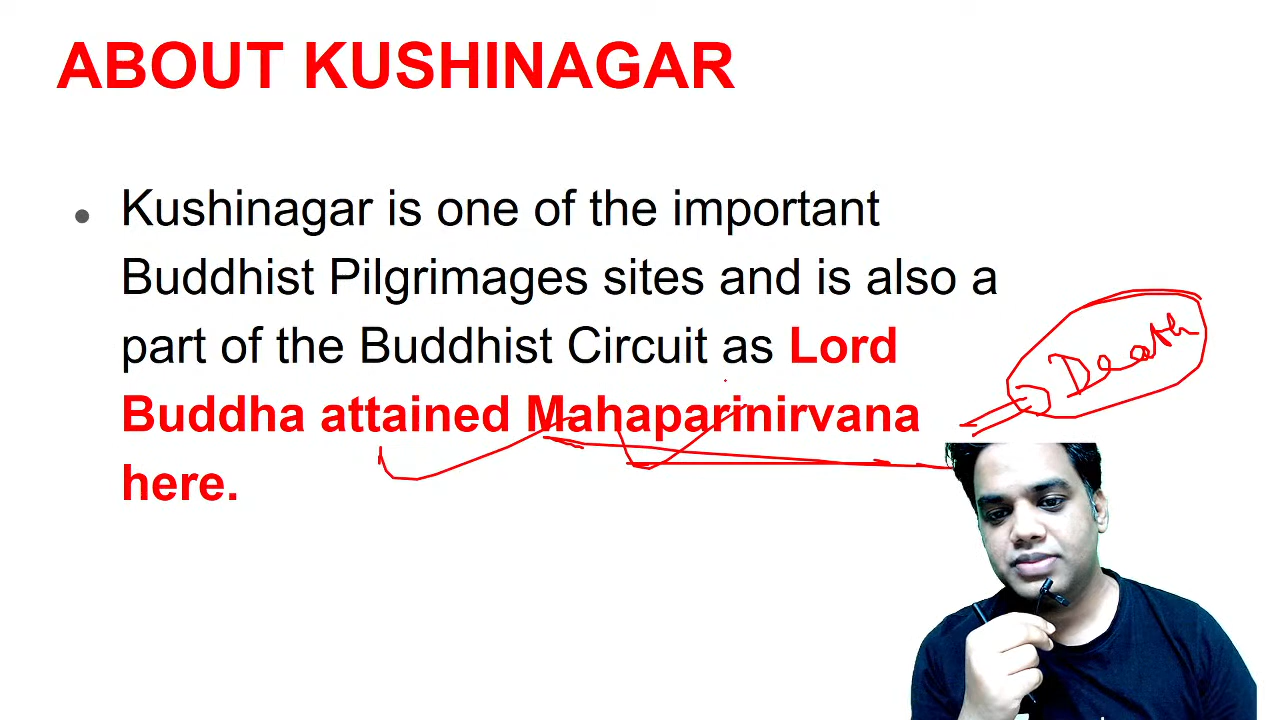 ABOUT KUSHINAGAR
● Kushinagar is one of the important
Buddhist Pilgrimages sites and is also a
part of the Buddhist Circuit as Lord
Buddha attained Mahaparinirvana
here.
Death